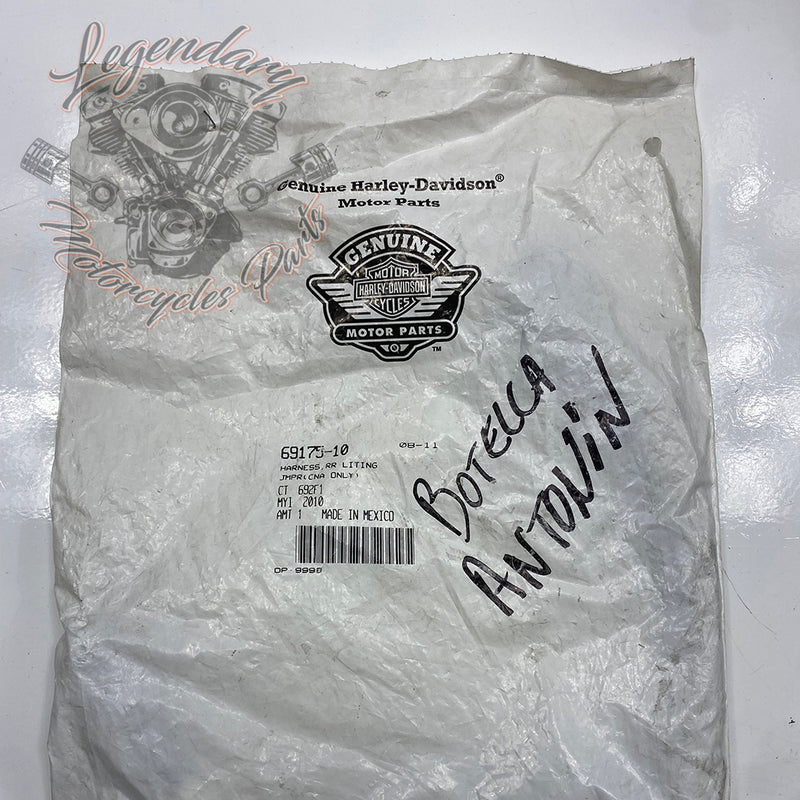 Legendary
Motorcycles Parts
Genuine Harley-Davidson®
Motor Parts
GENUINE
MOTOR
HARLEY-DAVIDSON
CYCLES
MOTOR PARTS
TM
69175-10 08-11
HARNESS,RR LITING
JMPR(CNA ONLY)
CT 692F1
MYI 2010
AMT 1 MADE IN MEXICO
OP-9998
BOTELLA
ANTONiN